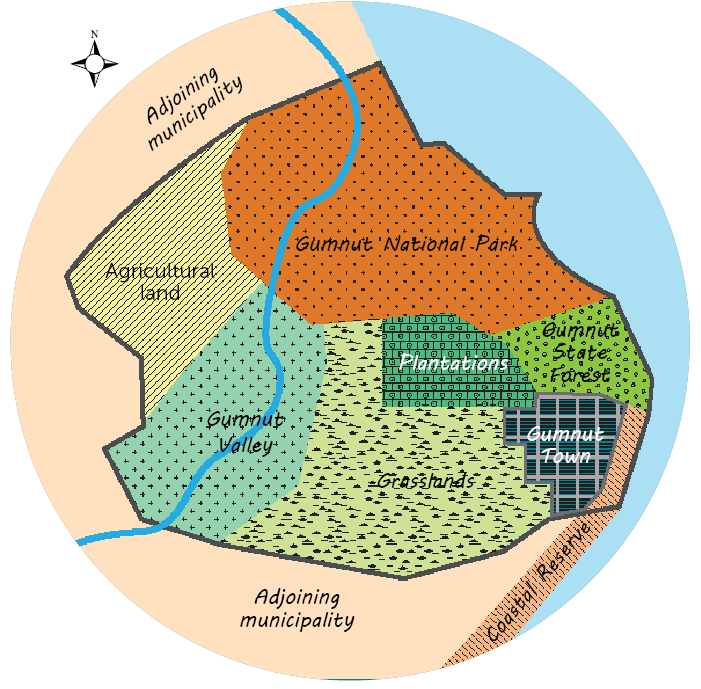 N
Adjoining
municipality
Gumnut National Park
Agricultural
land
Gumnut
State
Forest
Plantations
Gumnut
Valley
Gumnut
Town
Grasslands
Coastal Reserve
Adjoining
municipality